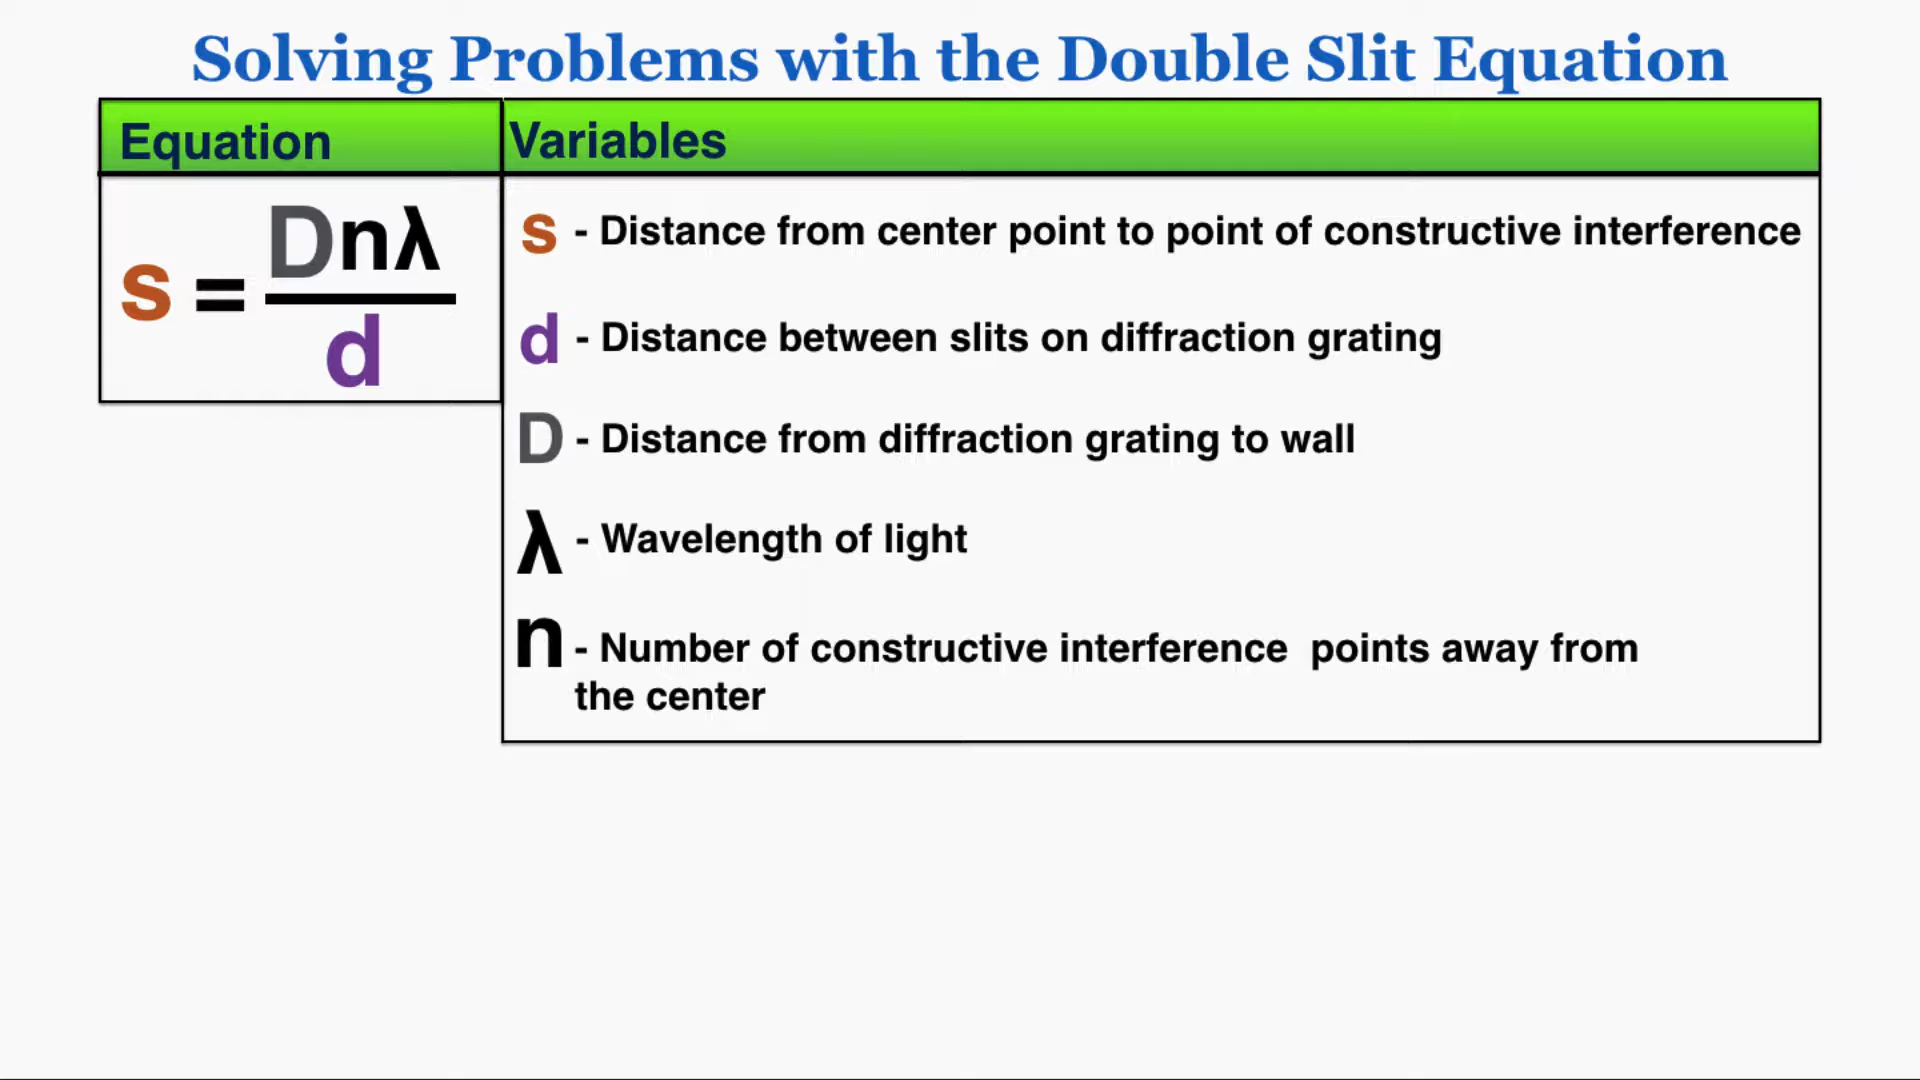 Solving Problems with the Double Slit Equation
Equation
Variables
s = Dnλ
d
s - Distance from center point to point of constructive interference
d - Distance between slits on diffraction grating
D - Distance from diffraction grating to wall
λ - Wavelength of light
n - Number of constructive interference points away from
the center